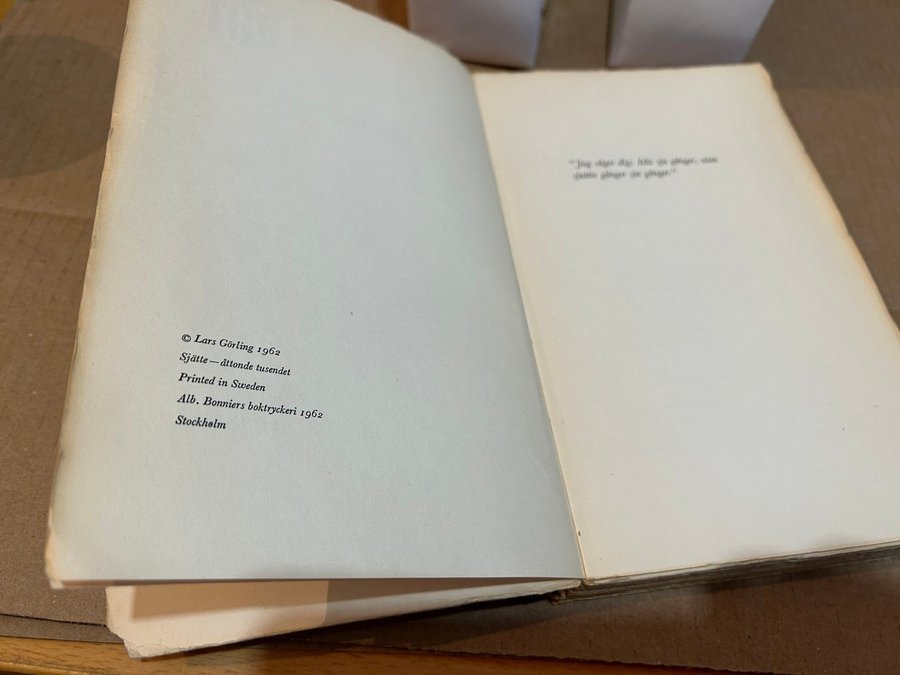 © Lars Görling 1962
Sjätte—åttonde tusendet
Printed in Sweden
Alb. Bonniers boktryckeri 1962
Stockholm
"Jag säger dig: Icke sju gånger, utan
sjuttio gånger sju gånger."